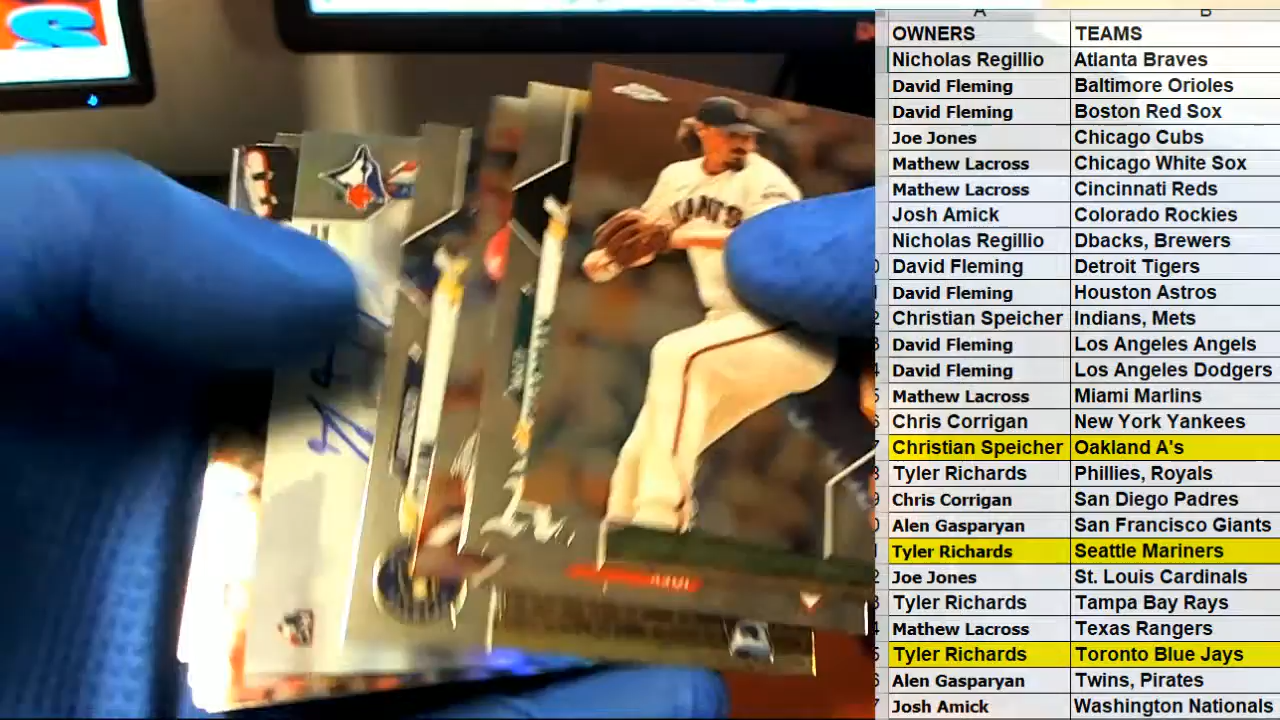 A B
OWNERS TEAMS
Nicholas Regillio Atlanta Braves
David Fleming Baltimore Orioles
David Fleming Boston Red Sox
Joe Jones Chicago Cubs
Mathew Lacross Chicago White Sox
Mathew Lacross Cincinnati Reds
Josh Amick Colorado Rockies
Nicholas Regillio Dbacks, Brewers
David Fleming Detroit Tigers
David Fleming Houston Astros
Christian Speicher Indians, Mets
David Fleming Los Angeles Angels
David Fleming Los Angeles Dodgers
Mathew Lacross Miami Marlins
Chris Corrigan New York Yankees
Christian Speicher Oakland A's
Tyler Richards Phillies, Royals
Chris Corrigan San Diego Padres
Alen Gasparyan San Francisco Giants
Tyler Richards Seattle Mariners
Joe Jones St. Louis Cardinals
Tyler Richards Tampa Bay Rays
Mathew Lacross Texas Rangers
Tyler Richards Toronto Blue Jays
Alen Gasparyan Twins, Pirates
Josh Amick Washington Nationals
S
GIANTS